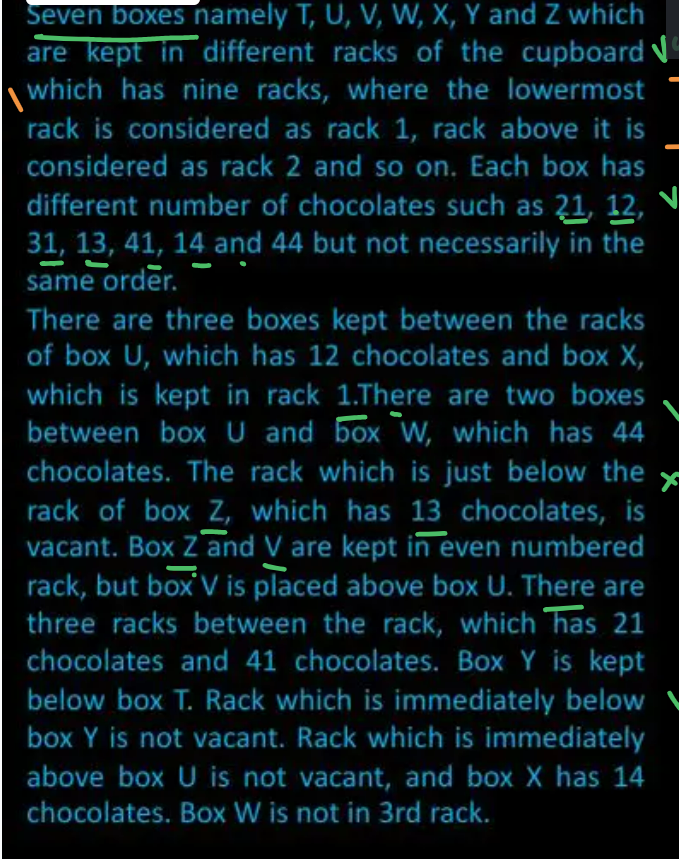 Seven boxes namely T, U, V, W, X, Y and Z which
are kept in different racks of the cupboard
which has nine racks, where the lowermost
rack is considered as rack 1, rack above it is
considered as rack 2 and so on. Each box has
different number of chocolates such as 21, 12,
31, 13, 41, 14 and 44 but not necessarily in the
same order.
There are three boxes kept between the racks
of box U, which has 12 chocolates and box X,
which is kept in rack 1.There are two boxes
between box U and box W, which has 44
chocolates. The rack which is just below the
rack of box Z, which has 13 chocolates, is
vacant. Box Z and V are kept in even numbered
rack, but box V is placed above box U. There are
three racks between the rack, which has 21
chocolates and 41 chocolates. Box Y is kept
below box T. Rack which is immediately below
box Y is not vacant. Rack which is immediately
above box U is not vacant, and box X has 14
chocolates. Box W is not in 3rd rack.